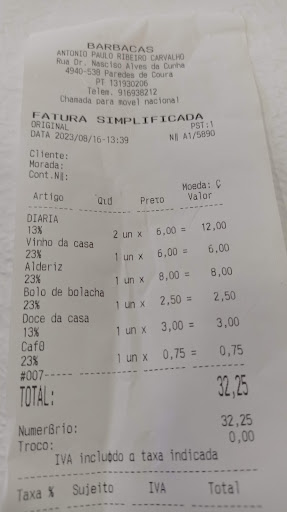 BARBACAS
ANTONIO PAULO RIBEIRO CARVALHO
Rua Dr. Narciso Alves da Cunha
4940-538 Paredes de Coura
PT 131930206
Telem. 916938212
Chamada para movel nacional
FATURA SIMPLIFICADA
ORIGINAL PST:1
DATA 2023/08/16-13:39 Nº A1/5890
Cliente:
Morada:
Cont.Nº:
Moeda: Ç
Artigo Qtd Preto Valor
DIARIA
13% 2 un x 6,00 = 12,00
Vinho da casa
23% 1 un x 6,00 = 6,00
Alderiz
23% 1 un x 8,00 = 8,00
Bolo de bolacha
23% 1 un x 2,50 = 2,50
Doce da casa
13% 1 un x 3,00 = 3,00
CafÚ
23% 1 un x 0,75 = 0,75
#007
TOTAL: 32,25
NumerBrio: 32,25
Troco: 0,00
IVA incluído a taxa indicada
Taxa % Sujeito IVA Total